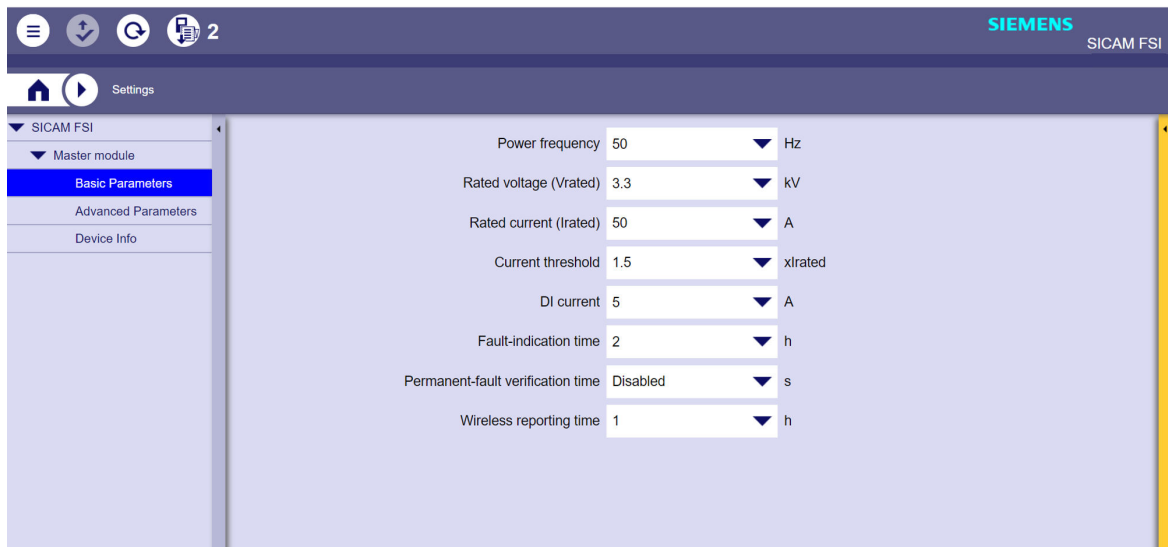 2
SIEMENS
SICAM FSI
Settings
SICAM FSI
Master module
Basic Parameters
Advanced Parameters
Device Info
Power frequency 50 Hz
Rated voltage (Vrated) 3.3 kV
Rated current (Irated) 50 A
Current threshold 1.5 xIrated
DI current 5 A
Fault-indication time 2 h
Permanent-fault verification time Disabled s
Wireless reporting time 1 h